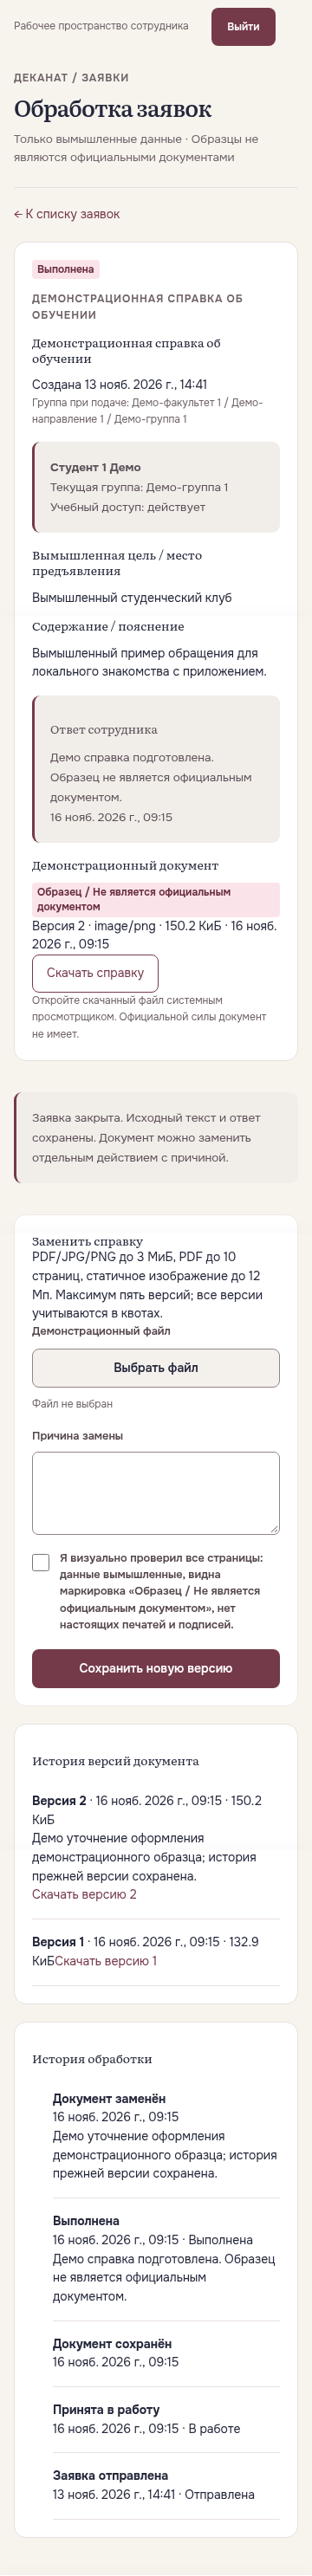 Рабочее пространство сотрудника
Выйти
ДЕКАНАТ / ЗАЯВКИ
Обработка заявок
Только вымышленные данные · Образцы не
являются официальными документами
← К списку заявок
Выполнена
ДЕМОНСТРАЦИОННАЯ СПРАВКА ОБ
ОБУЧЕНИИ
Демонстрационная справка об
обучении
Создана 13 нояб. 2026 г., 14:41
Группа при подаче: Демо-факультет 1 / Демо-
направление 1 / Демо-группа 1
Студент 1 Демо
Текущая группа: Демо-группа 1
Учебный доступ: действует
Вымышленная цель / место
предъявления
Вымышленный студенческий клуб
Содержание / пояснение
Вымышленный пример обращения для
локального знакомства с приложением.
Ответ сотрудника
Демо справка подготовлена.
Образец не является официальным
документом.
16 нояб. 2026 г., 09:15
Демонстрационный документ
Образец / Не является официальным
документом
Версия 2 · image/png · 150.2 КиБ · 16 нояб.
2026 г., 09:15
Скачать справку
Откройте скачанный файл системным
просмотрщиком. Официальной силы документ
не имеет.
Заявка закрыта. Исходный текст и ответ
сохранены. Документ можно заменить
отдельным действием с причиной.
Заменить справку
PDF/JPG/PNG до 3 МиБ, PDF до 10
страниц, статичное изображение до 12
Мп. Максимум пять версий; все версии
учитываются в квотах.
Демонстрационный файл
Выбрать файл
Файл не выбран
Причина замены
Я визуально проверил все страницы:
данные вымышленные, видна
маркировка «Образец / Не является
официальным документом», нет
настоящих печатей и подписей.
Сохранить новую версию
История версий документа
Версия 2 · 16 нояб. 2026 г., 09:15 · 150.2
КиБ
Демо уточнение оформления
демонстрационного образца; история
прежней версии сохранена.
Скачать версию 2
Версия 1 · 16 нояб. 2026 г., 09:15 · 132.9
КиБСкачать версию 1
История обработки
Документ заменён
16 нояб. 2026 г., 09:15
Демо уточнение оформления
демонстрационного образца; история
прежней версии сохранена.
Выполнена
16 нояб. 2026 г., 09:15 · Выполнена
Демо справка подготовлена. Образец
не является официальным
документом.
Документ сохранён
16 нояб. 2026 г., 09:15
Принята в работу
16 нояб. 2026 г., 09:15 · В работе
Заявка отправлена
13 нояб. 2026 г., 14:41 · Отправлена